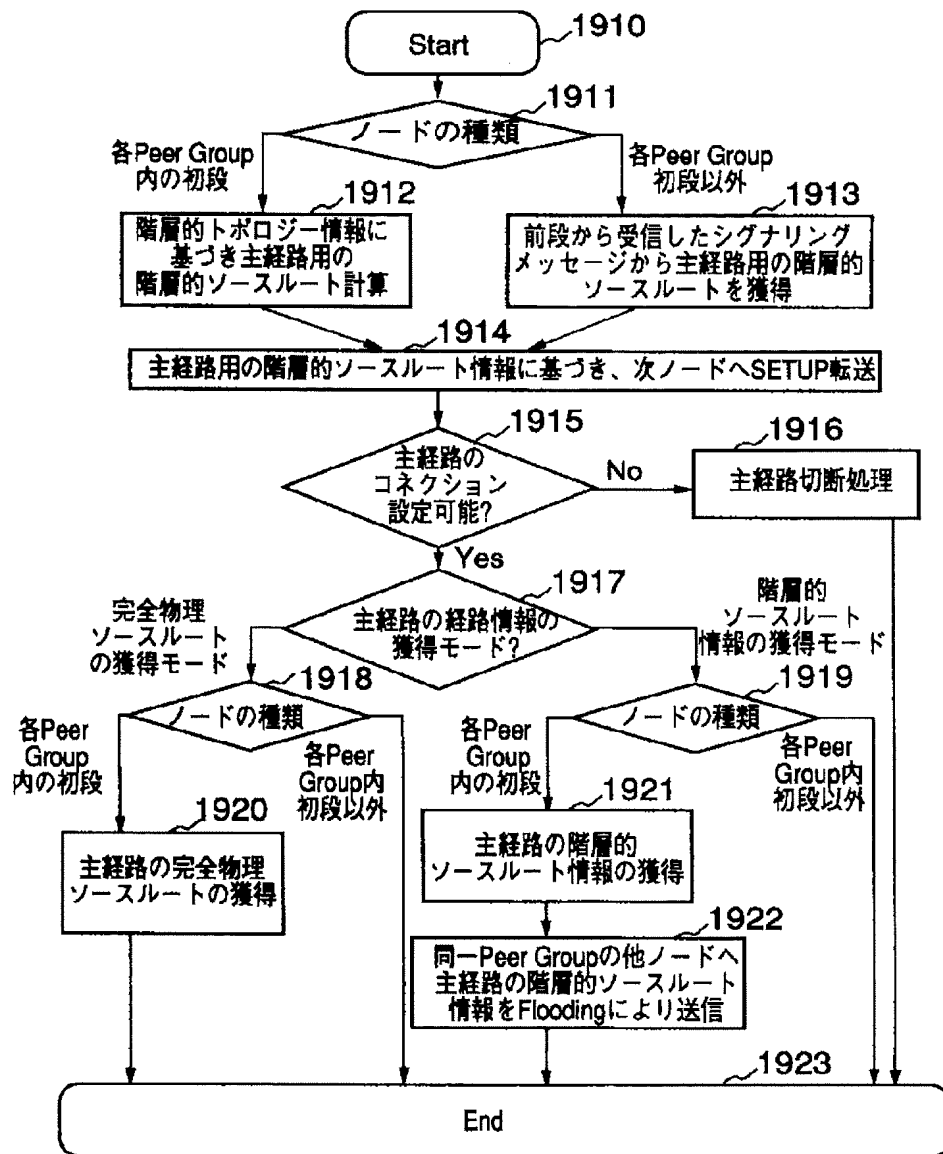 1910
Start
1911
ノードの種類
各Peer Group
内の初段
各Peer Group
初段以外
1912
階層的トポロジー情報に
基づき主経路用の
階層的ソースルート計算
1913
前段から受信したシグナリング
メッセージから主経路用の階層的
ソースルートを獲得
1914
主経路用の階層的ソースルート情報に基づき、次ノードへSETUP転送
1915
主経路の
コネクション
設定可能?
No
1916
主経路切断処理
Yes
1917
主経路の経路情報の
獲得モード?
完全物理
ソースルート
の獲得モード
階層的
ソースルート
情報の獲得モード
1918
ノードの種類
1919
ノードの種類
各Peer
Group
内の初段
各Peer
Group内
初段以外
各Peer
Group
内の初段
各Peer
Group内
初段以外
1920
主経路の完全物理
ソースルートの獲得
1921
主経路の階層的
ソースルート情報の獲得
1922
同一Peer Groupの他ノードへ
主経路の階層的ソースルート
情報をFloodingにより送信
1923
End